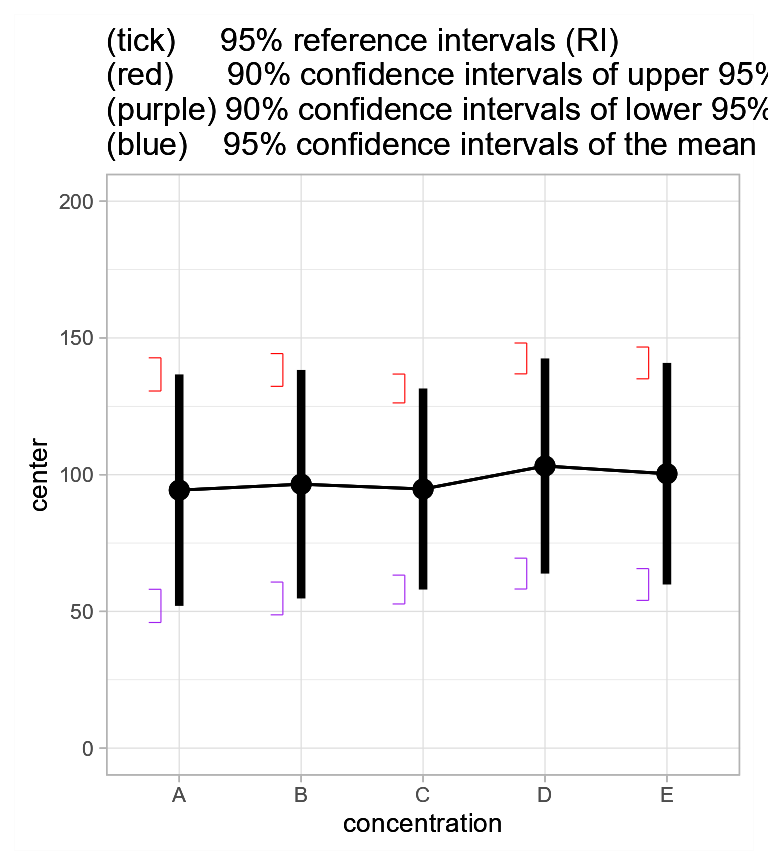 (tick) 95% reference intervals (RI)
(red) 90% confidence intervals of upper 95%
(purple) 90% confidence intervals of lower 95%
(blue) 95% confidence intervals of the mean
200
150
100
50
0
center
A B C D E
concentration